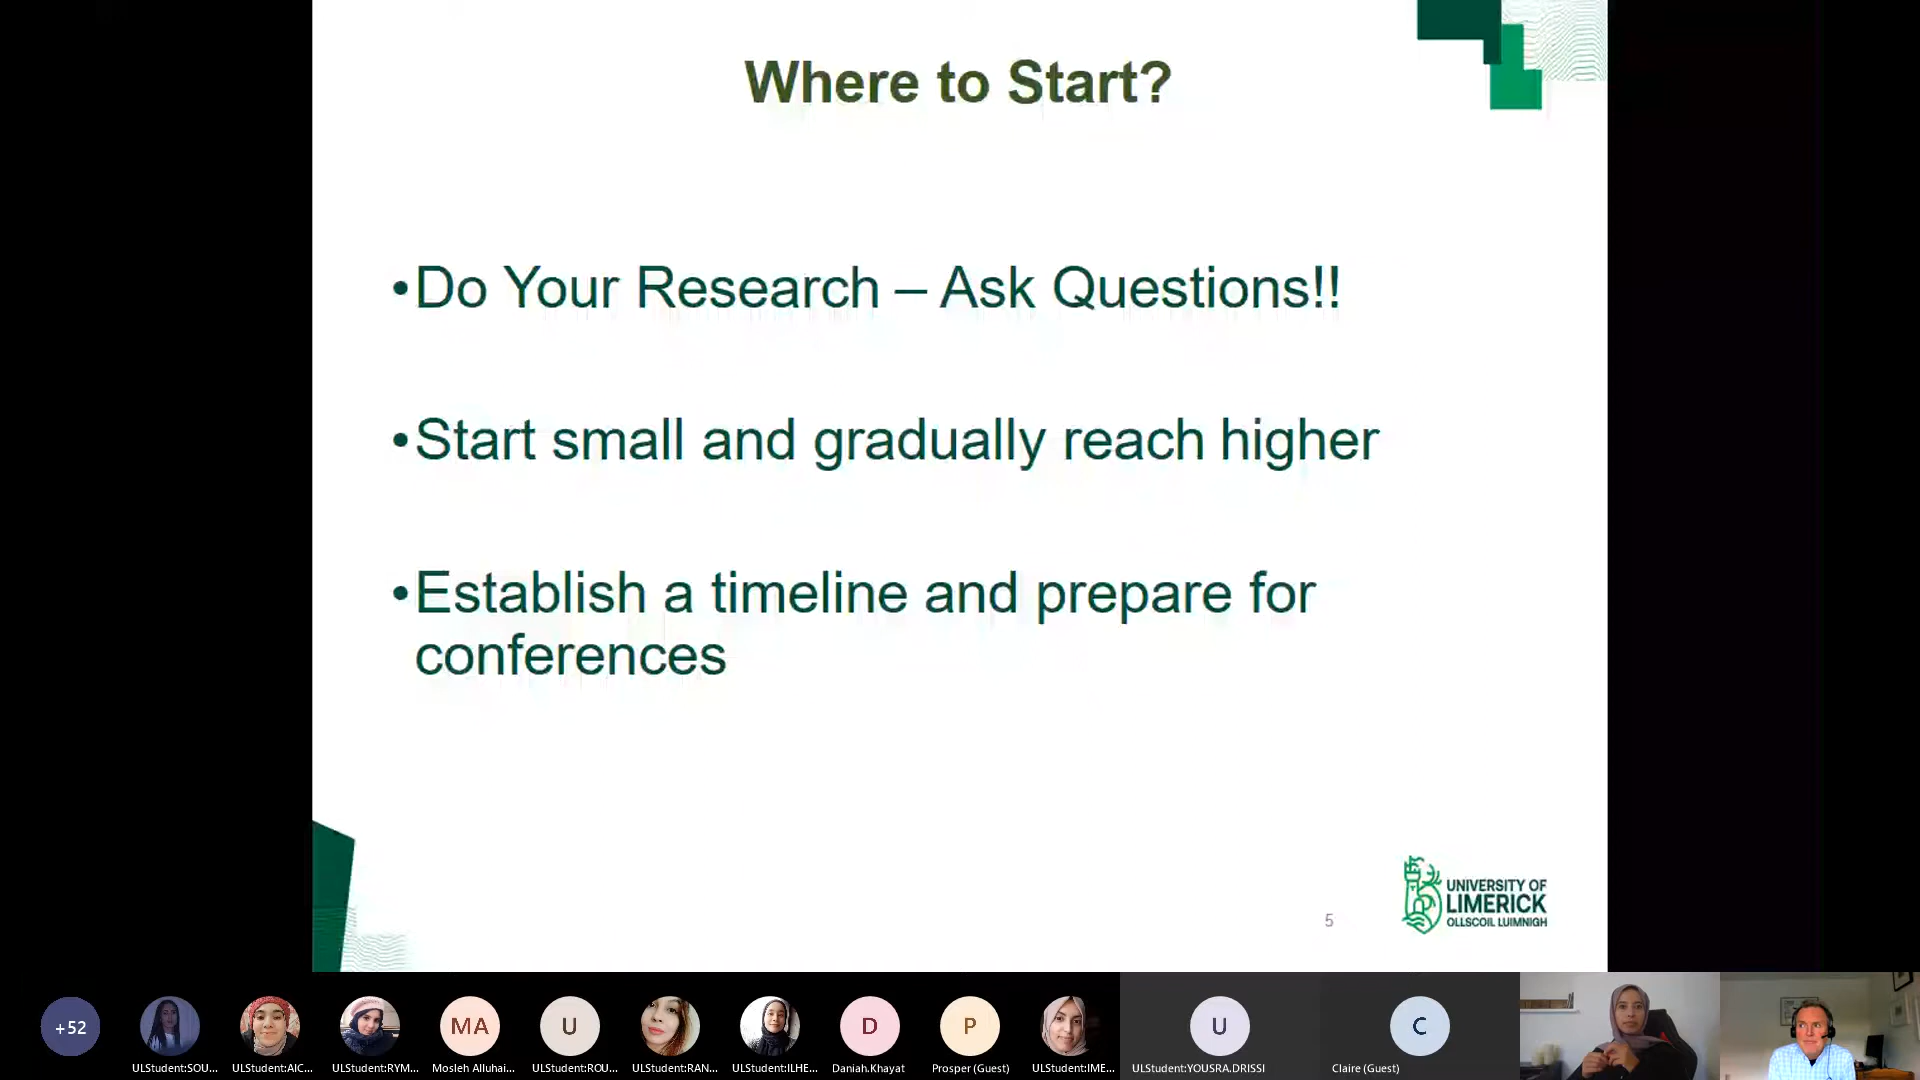 Where to Start?
•Do Your Research – Ask Questions!!
•Start small and gradually reach higher
•Establish a timeline and prepare for
conferences
5
UNIVERSITY OF
LIMERICK
OLLSCOIL LUIMNIGH
+52
MA
U
D
P
U
C
ULStudent:SOU...
ULStudent:AIC...
ULStudent:RYM...
Mosleh Alluhai...
ULStudent:ROU...
ULStudent:RAN...
ULStudent:ILHE...
Daniah.Khayat
Prosper (Guest)
ULStudent:IME...
ULStudent:YOUSRA.DRISSI
Claire (Guest)